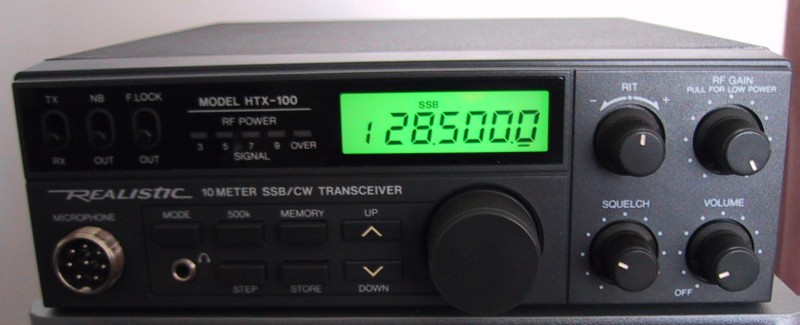 TX NB F.LOCK
RX OUT OUT
MODEL HTX-100
RF POWER
3 5 7 9 OVER
SIGNAL
SSB
128.500.0
RIT
- +
RF GAIN
PULL FOR LOW POWER
REALISTIC 10 METER SSB/CW TRANSCEIVER
MICROPHONE
MODE 500k MEMORY UP
STEP STORE DOWN
SQUELCH VOLUME
OFF